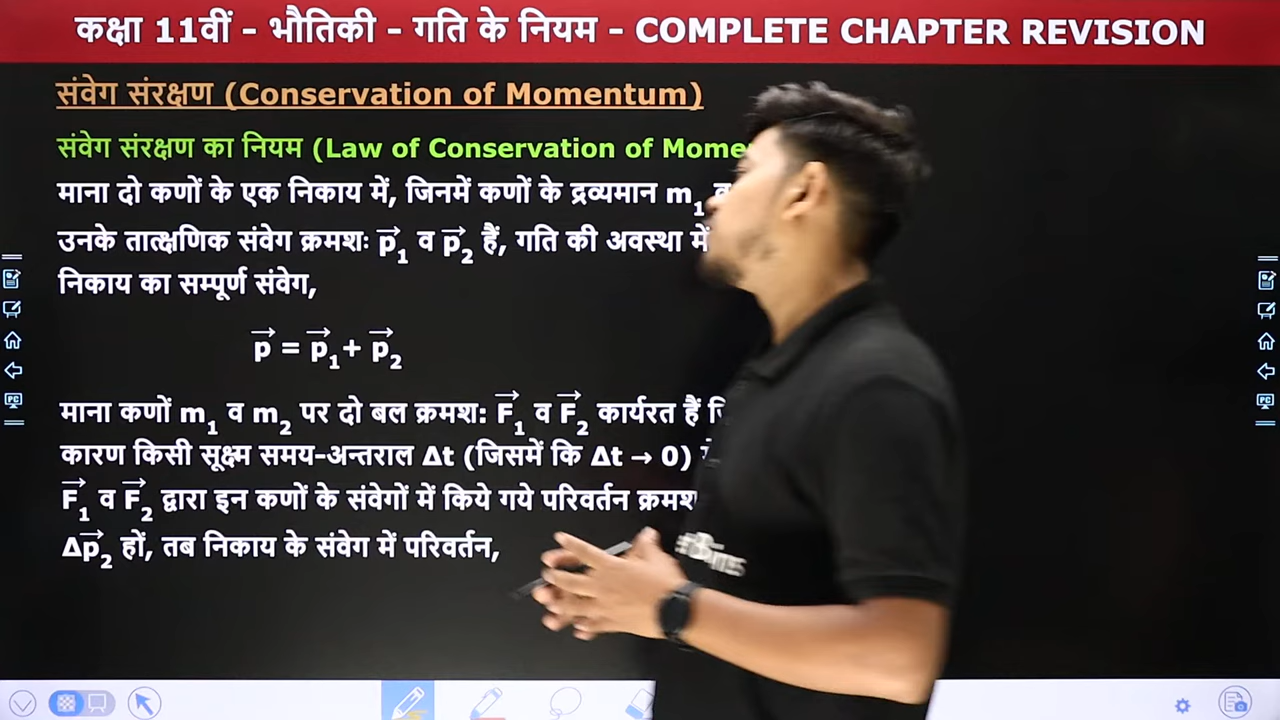 कक्षा 11वीं - भौतिकी - गति के नियम - COMPLETE CHAPTER REVISION
संवेग संरक्षण (Conservation of Momentum)
संवेग संरक्षण का नियम (Law of Conservation of
माना दो कणों के एक निकाय में, जिनमें कणों के द्रव्यमान m₁
उनके तात्क्षणिक संवेग क्रमशः p⃗₁ व p⃗₂ हैं, गति की अवस्था में
निकाय का सम्पूर्ण संवेग,
p⃗ = p⃗₁+ p⃗₂
माना कणों m₁ व m₂ पर दो बल क्रमश: F⃗₁ व F⃗₂ कार्यरत हैं
कारण किसी सूक्ष्म समय-अन्तराल Δt (जिसमें कि Δt → 0)
F⃗₁ व F⃗₂ द्वारा इन कणों के संवेगों में किये गये परिवर्तन
Δp⃗₂ हों, तब निकाय के संवेग में परिवर्तन,
PC
PC